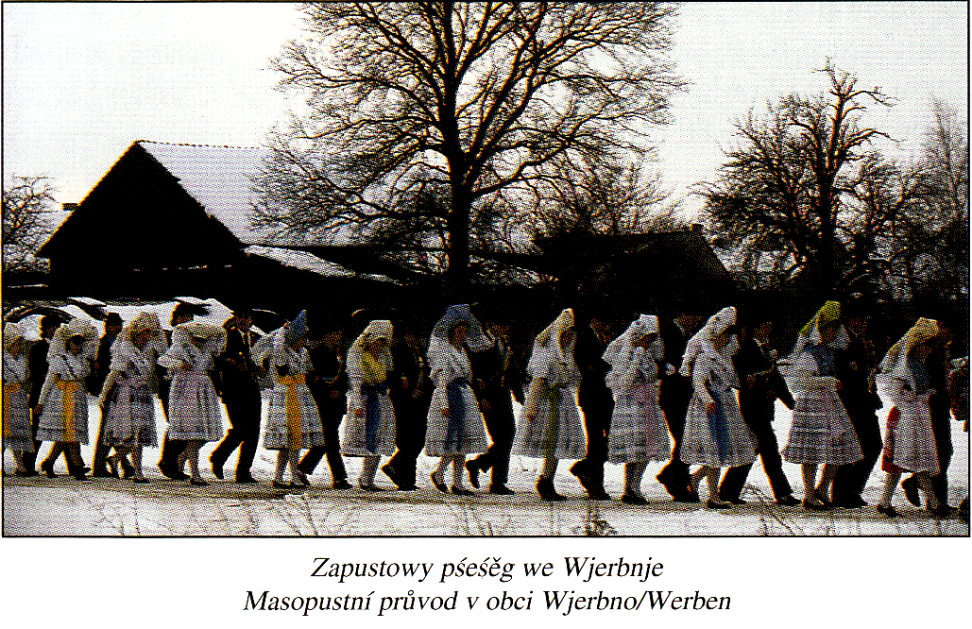 Zapustowy pśeśěg we Wjerbnje
Masopustní průvod v obci Wjerbno/Werben